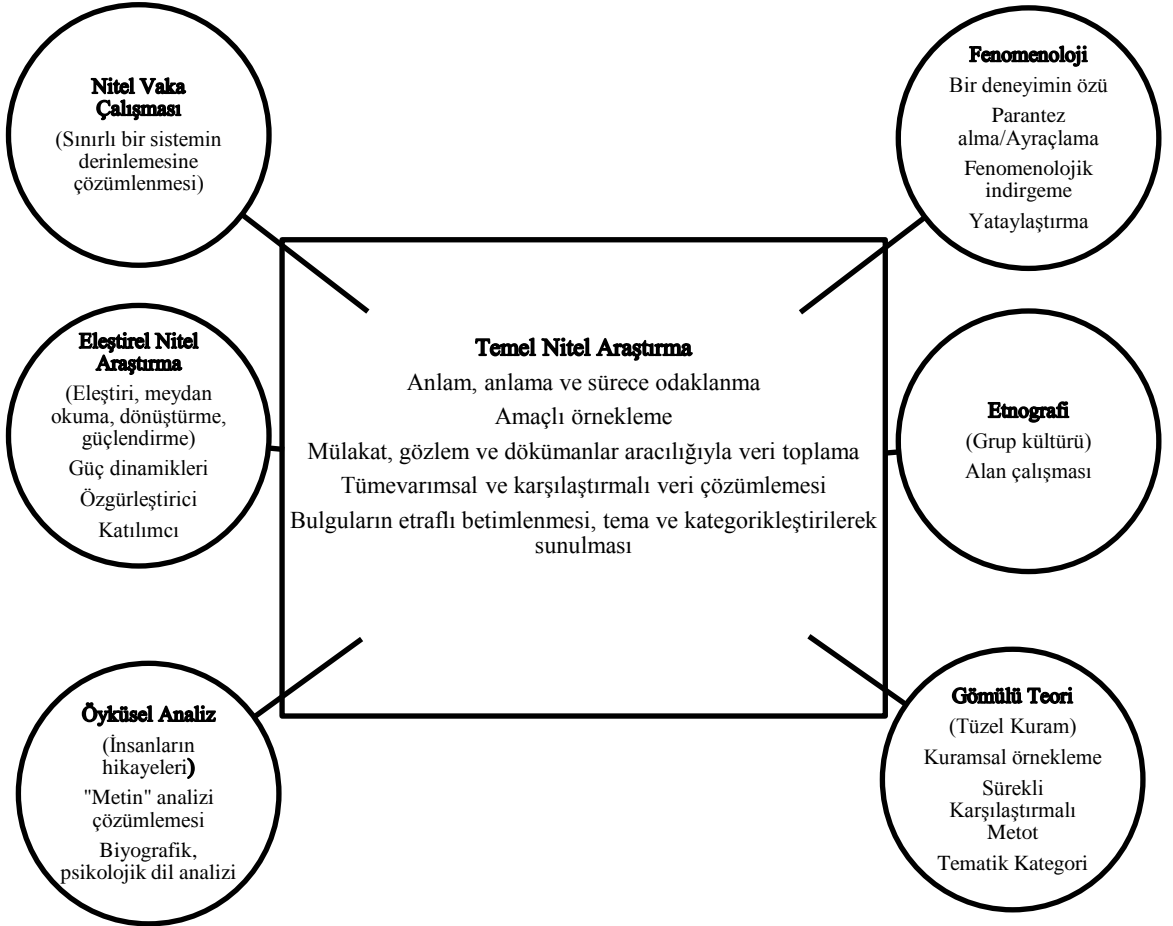 Nitel Vaka
Çalışması
(Sınırlı bir sistemin
derinlemesine
çözümlenmesi)
Fenomenoloji
Bir deneyimin özü
Parantez
alma/Ayraçlama
Fenomenolojik
indirgeme
Yataylaştırma
Eleştirel Nitel
Araştırma
(Eleştiri, meydan
okuma, dönüştürme,
güçlendirme)
Güç dinamikleri
Özgürleştirici
Katılımcı
Temel Nitel Araştırma
Anlam, anlama ve sürece odaklanma
Amaçlı örnekleme
Mülakat, gözlem ve dökümanlar aracılığıyla veri toplama
Tümevarımsal ve karşılaştırmalı veri çözümlemesi
Bulguların etraflı betimlenmesi, tema ve kategorikleştirilerek
sunulması
Etnografi
(Grup kültürü)
Alan çalışması
Öyküsel Analiz
(İnsanların
hikayeleri)
"Metin" analizi
çözümlemesi
Biyografik,
psikolojik dil analizi
Gömülü Teori
(Tüzel Kuram)
Kuramsal örnekleme
Sürekli
Karşılaştırmalı
Metot
Tematik Kategori